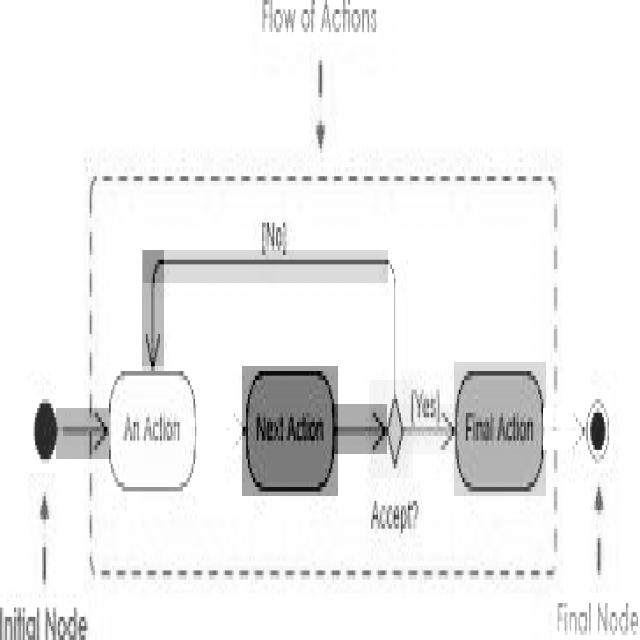 Flow of Actions
[No]
An Action
Next Action
[Yes]
Final Action
Accept?
Initial Node
Final Node